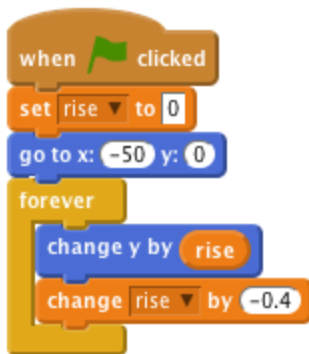 when clicked
set rise to 0
go to x: -50 y: 0
forever
change y by rise
change rise by -0.4